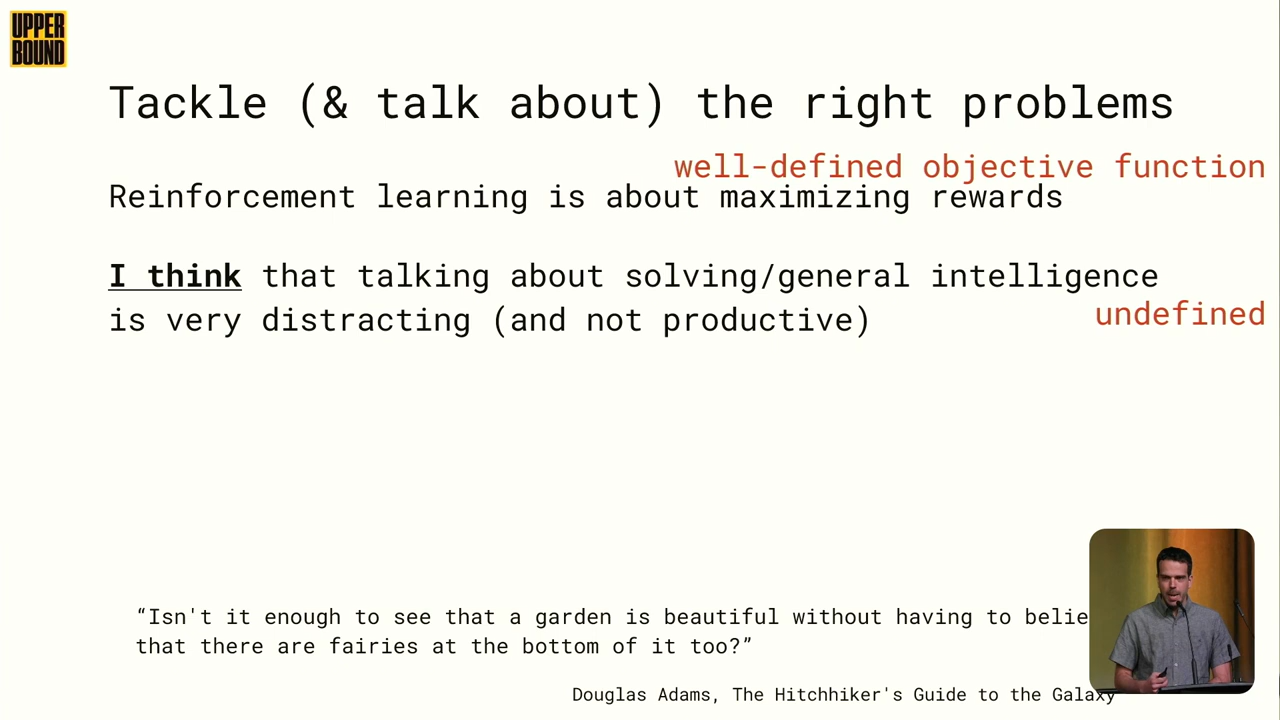 UPPER
BOUND
Tackle (& talk about) the right problems
well-defined objective function
Reinforcement learning is about maximizing rewards
I think that talking about solving/general intelligence
is very distracting (and not productive)
undefined
“Isn't it enough to see that a garden is beautiful without having to belie
that there are fairies at the bottom of it too?”
Douglas Adams, The Hitchhiker's Guide to the Galaxy